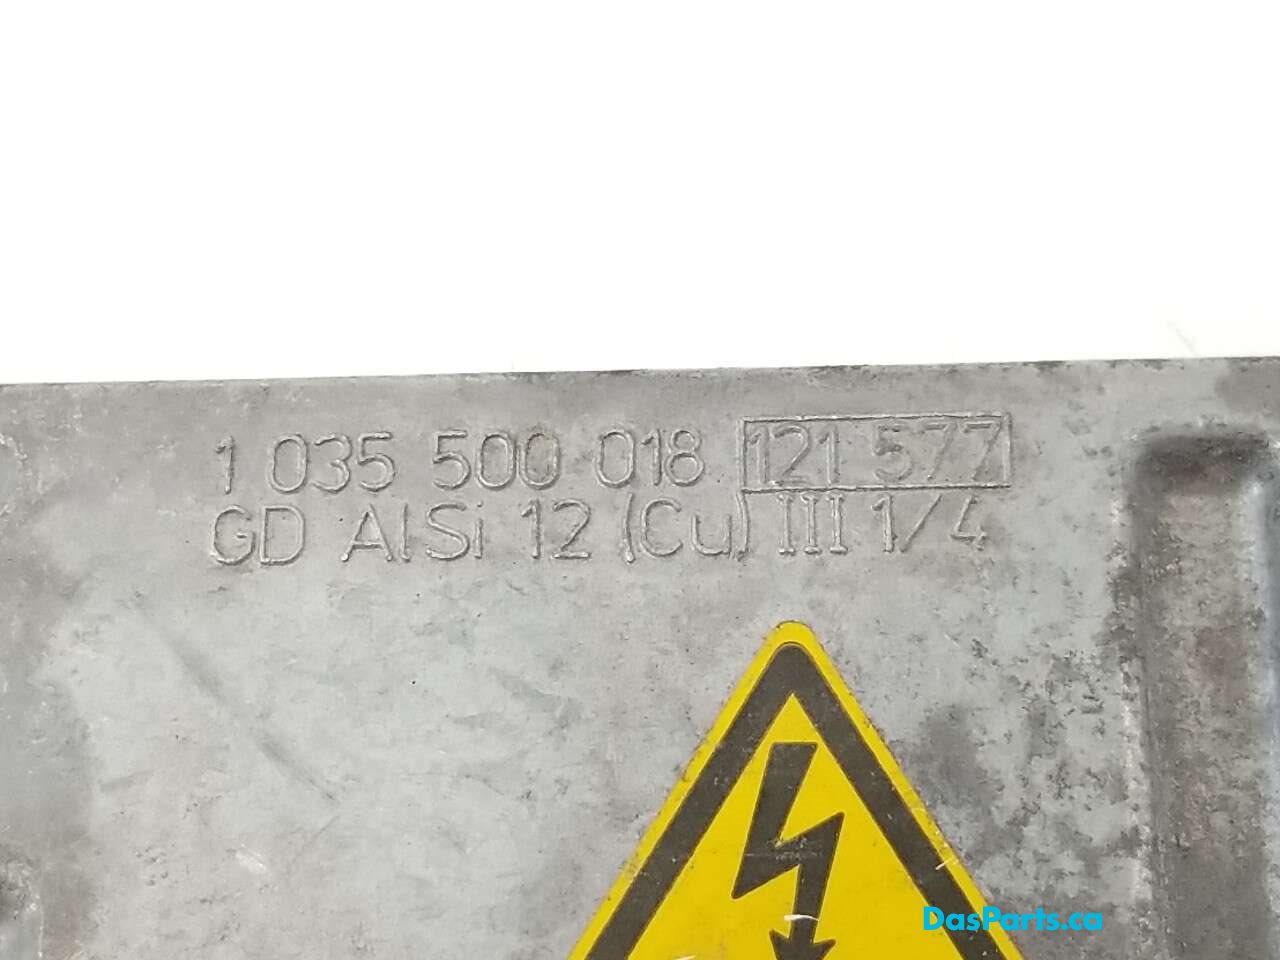 1 035 500 018 121 577
GD AlSi 12 (Cu) III 1/4
DasParts.ca